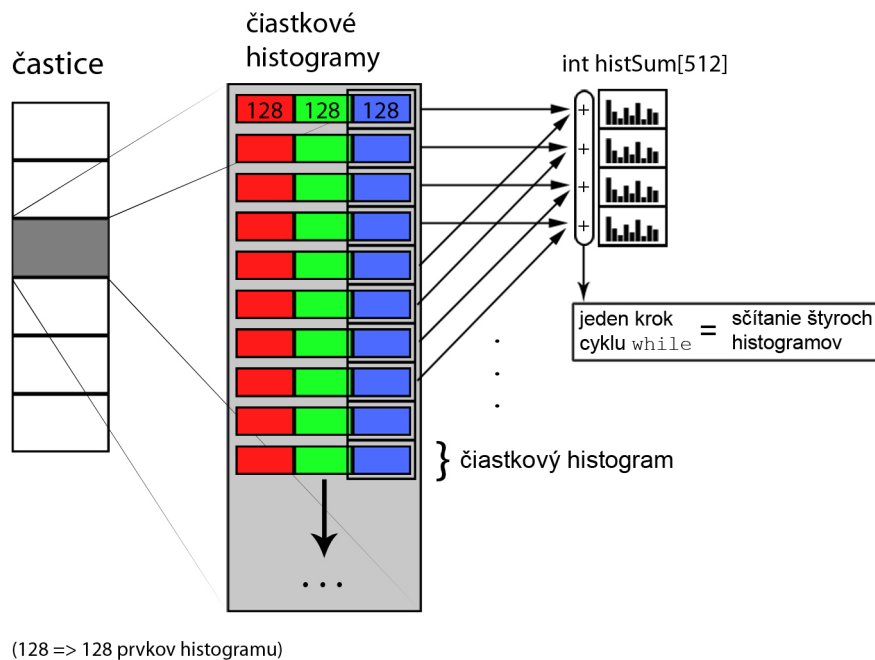 častice
čiastkové
histogramy
int histSum[512]
128 128 128
+
+
+
+
jeden krok
cyklu while
=
sčítanie štyroch
histogramov
} čiastkový histogram
. . .
(128 => 128 prvkov histogramu)